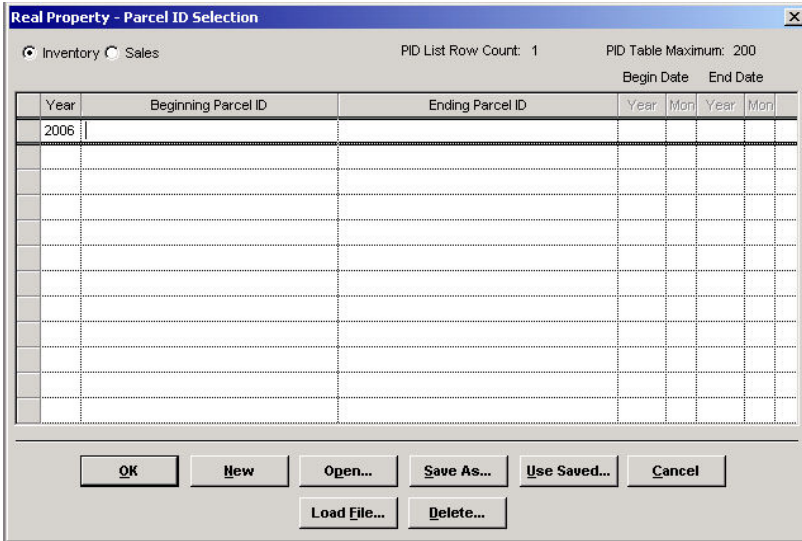 Real Property - Parcel ID Selection
Inventory Sales PID List Row Count: 1 PID Table Maximum: 200
Begin Date End Date
Year Beginning Parcel ID Ending Parcel ID Year Mon Year Mon
2006
OK New Open... Save As... Use Saved... Cancel
Load File... Delete...